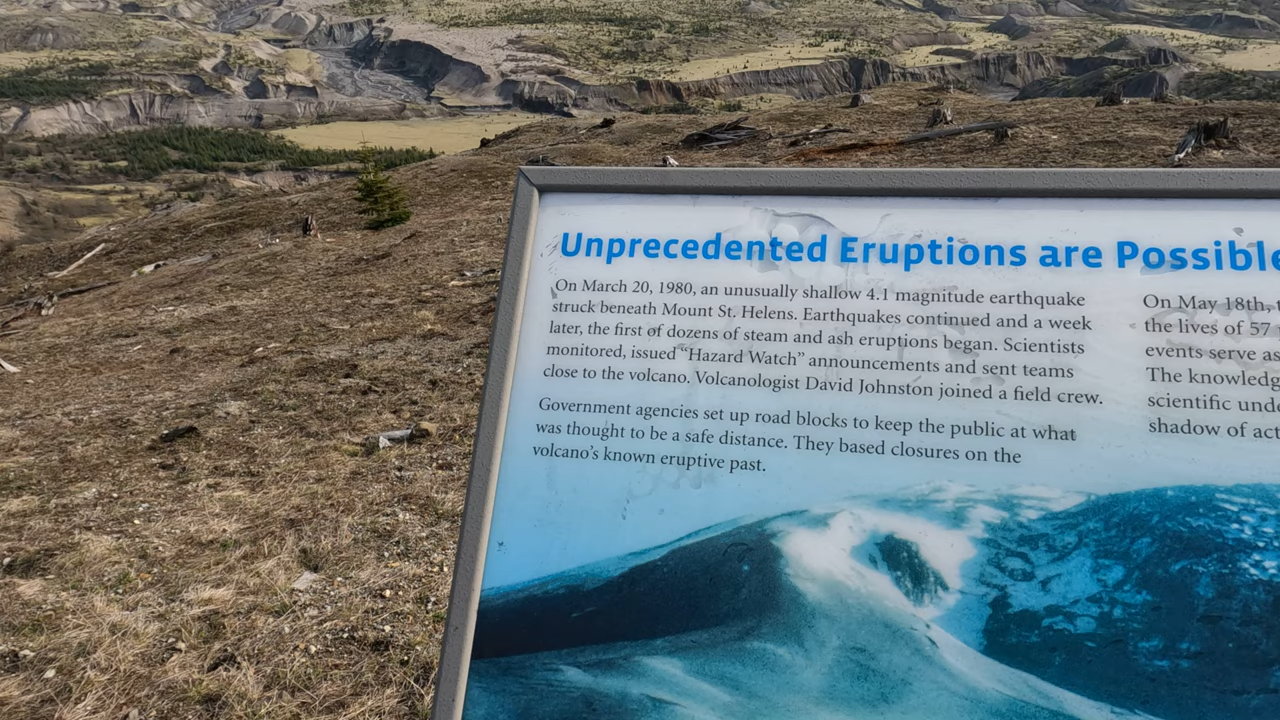 Unprecedented Eruptions are Possible
On March 20, 1980, an unusually shallow 4.1 magnitude earthquake
struck beneath Mount St. Helens. Earthquakes continued and a week
later, the first of dozens of steam and ash eruptions began. Scientists
monitored, issued “Hazard Watch” announcements and sent teams
close to the volcano. Volcanologist David Johnston joined a field crew.
Government agencies set up road blocks to keep the public at what
was thought to be a safe distance. They based closures on the
volcano’s known eruptive past.
On May 18th,
the lives of 57
events serve as
The
scientific
shadow of